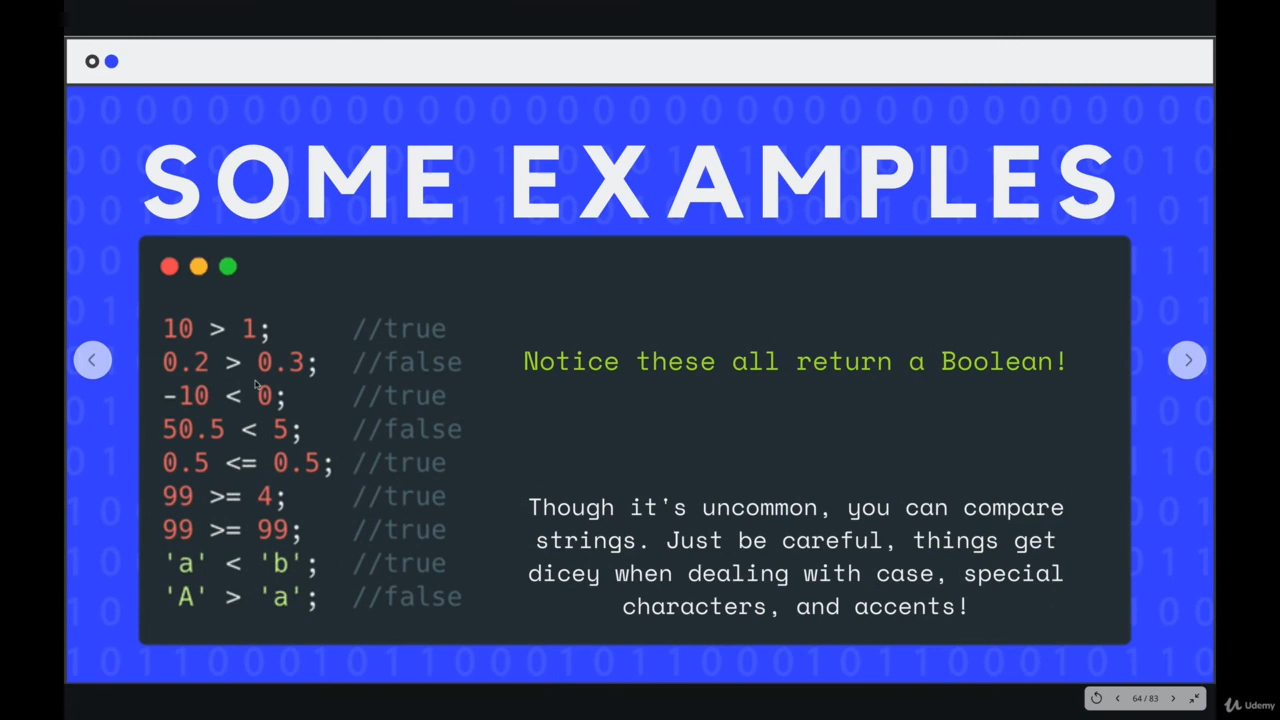 SOME EXAMPLES
10 > 1; //true
0.2 > 0.3; //false
-10 < 0; //true
50.5 < 5; //false
0.5 <= 0.5; //true
99 >= 4; //true
99 >= 99; //true
'a' < 'b'; //true
'A' > 'a'; //false
Notice these all return a Boolean!
Though it's uncommon, you can compare
strings. Just be careful, things get
dicey when dealing with case, special
characters, and accents!
64 / 83
Udemy